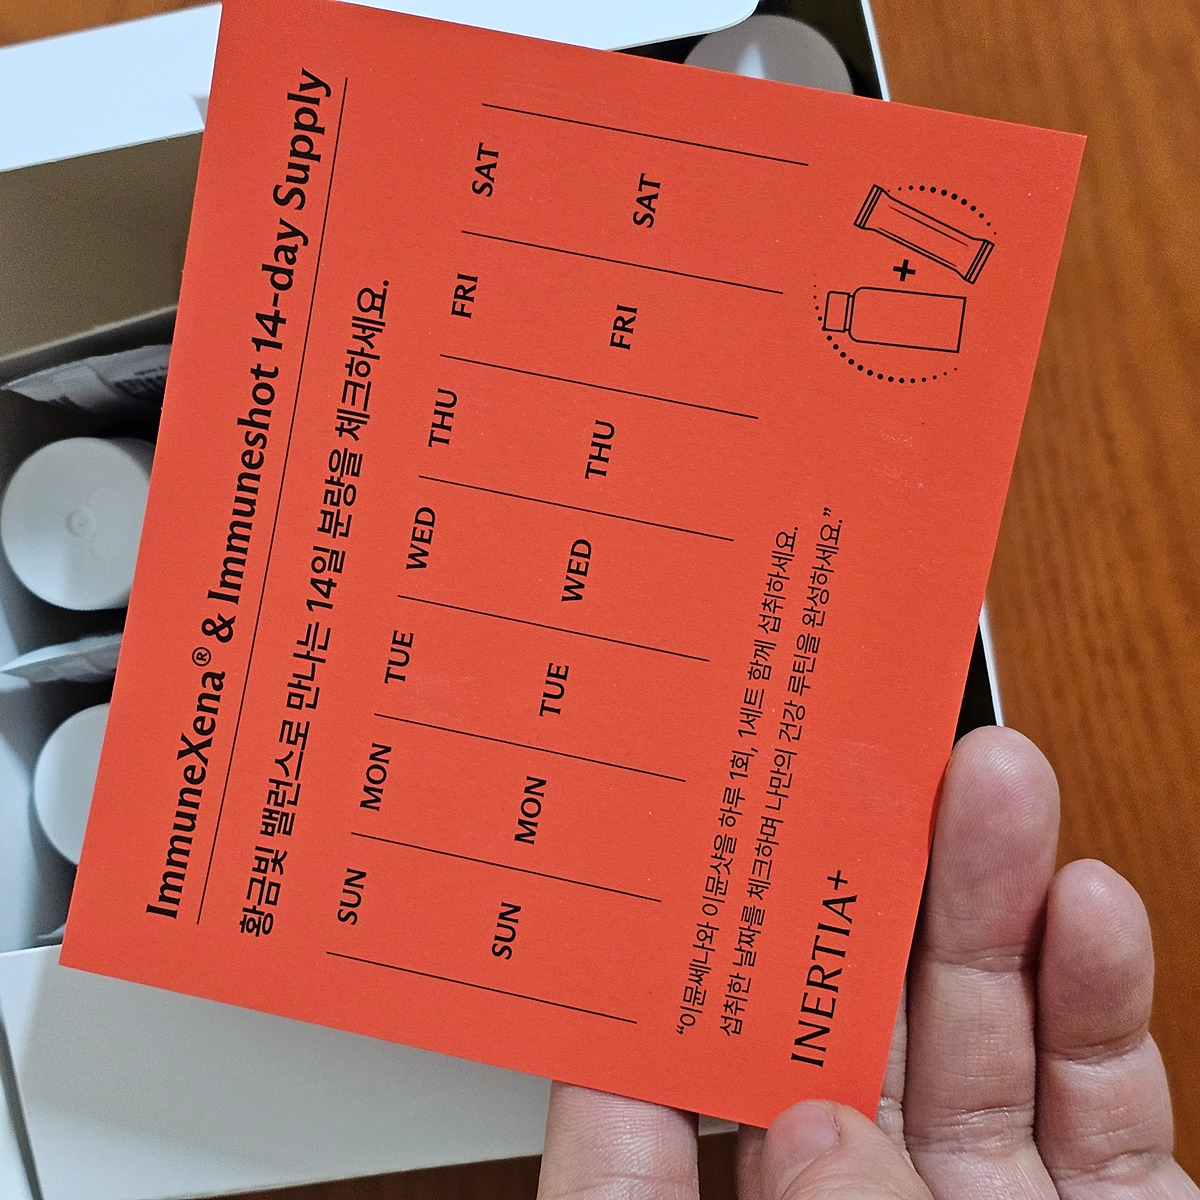 ImmuneXena® & Immuneshot 14-day Supply
황금빛 밸런스로 만나는 14일 분량을 체크하세요.
SUN MON TUE WED THU FRI SAT
SUN MON TUE WED THU FRI SAT
“이뮨쎄나와 이뮨샷을 하루 1회, 1세트 함께 섭취하세요.
섭취한 날짜를 체크하며 나만의 건강 루틴을 완성하세요.”
INERTIA+